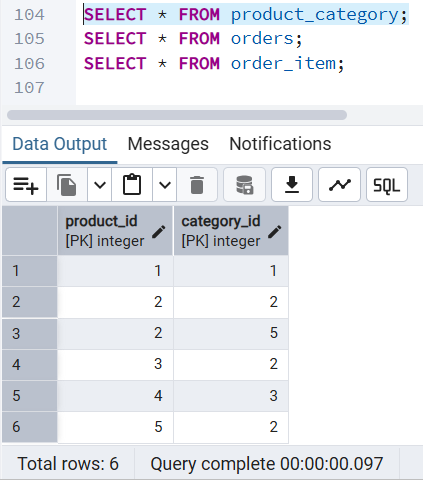 104 SELECT * FROM product_category;
105 SELECT * FROM orders;
106 SELECT * FROM order_item;
107
Data Output Messages Notifications
SQL
product_id category_id
[PK] integer [PK] integer
1 1 1
2 2 2
3 2 5
4 3 2
5 4 3
6 5 2
Total rows: 6 Query complete 00:00:00.097